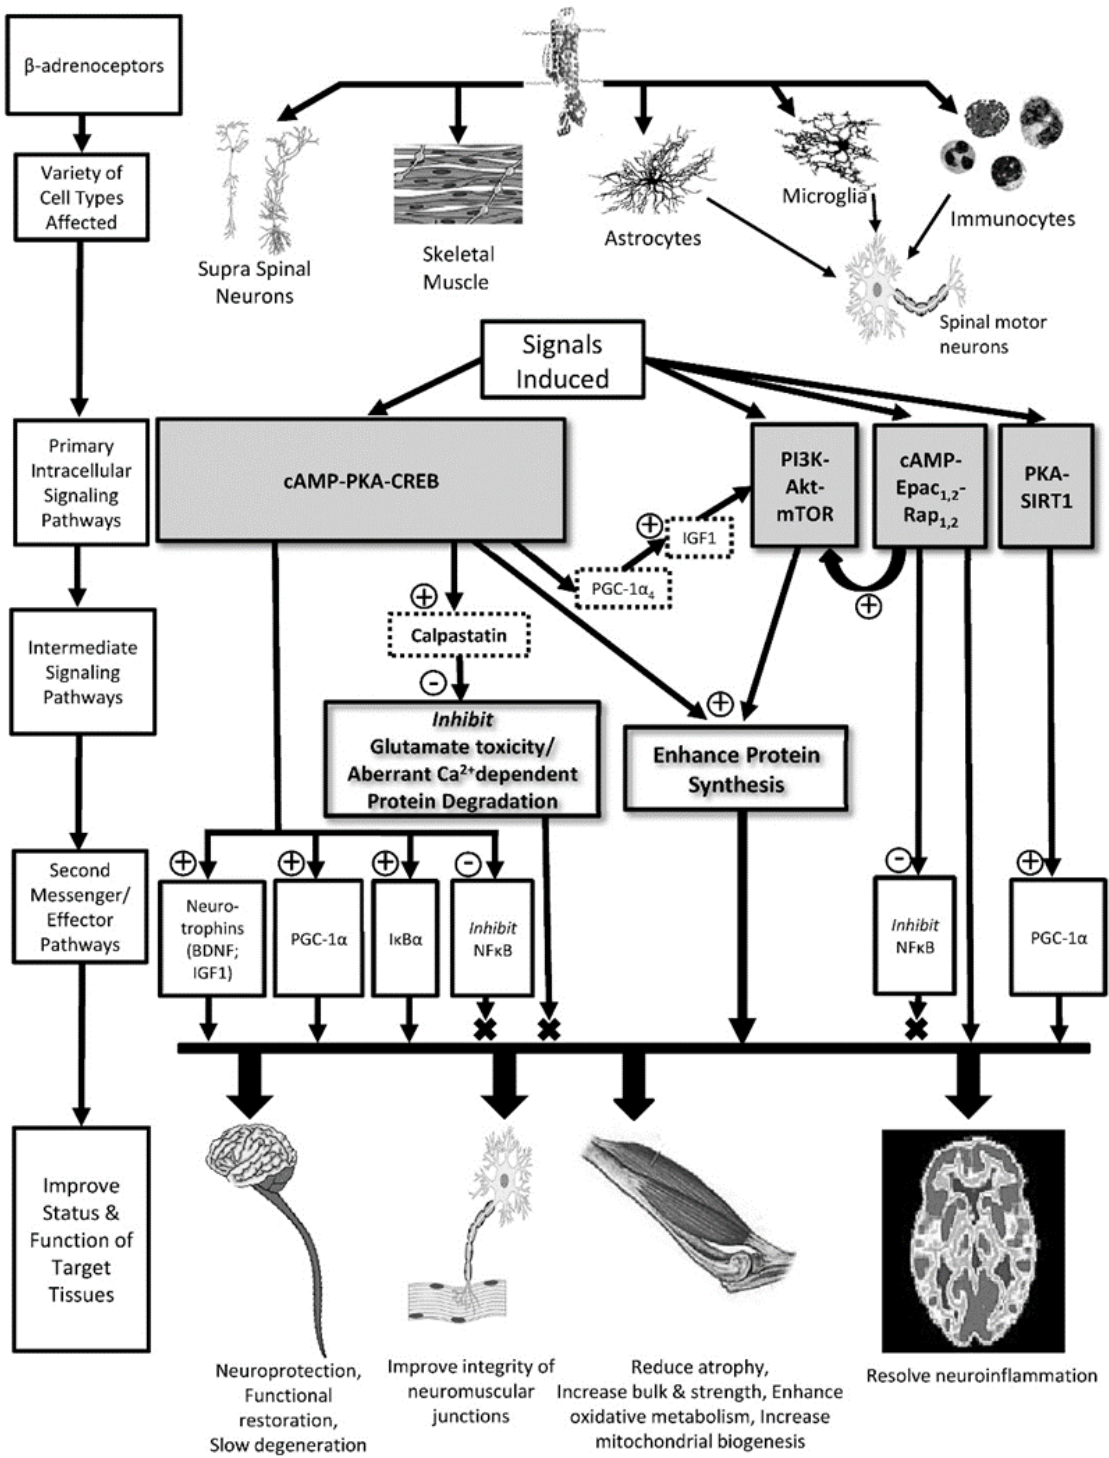 β-adrenoceptors
Variety of
Cell Types
Affected
Supra Spinal
Neurons
Skeletal
Muscle
Astrocytes
Microglia
Immunocytes
Spinal motor
neurons
Signals
Induced
Primary
Intracellular
Signaling
Pathways
cAMP-PKA-CREB
PI3K-
Akt-
mTOR
cAMP-
Epac1,2-
Rap1,2
PKA-
SIRT1
+
IGF1
PGC-1α4
+
+
Calpastatin
-
Intermediate
Signaling
Pathways
Inhibit
Glutamate toxicity/
Aberrant Ca2+dependent
Protein Degradation
+
Enhance Protein
Synthesis
Second
Messenger/
Effector
Pathways
+
Neuro-
trophins
(BDNF;
IGF1)
+
PGC-1α
+
IκBα
-
Inhibit
NFκB
-
Inhibit
NFκB
+
PGC-1α
Improve
Status &
Function of
Target
Tissues
Neuroprotection,
Functional
restoration,
Slow degeneration
Improve integrity of
neuromuscular
junctions
Reduce atrophy,
Increase bulk & strength, Enhance
oxidative metabolism, Increase
mitochondrial biogenesis
Resolve neuroinflammation